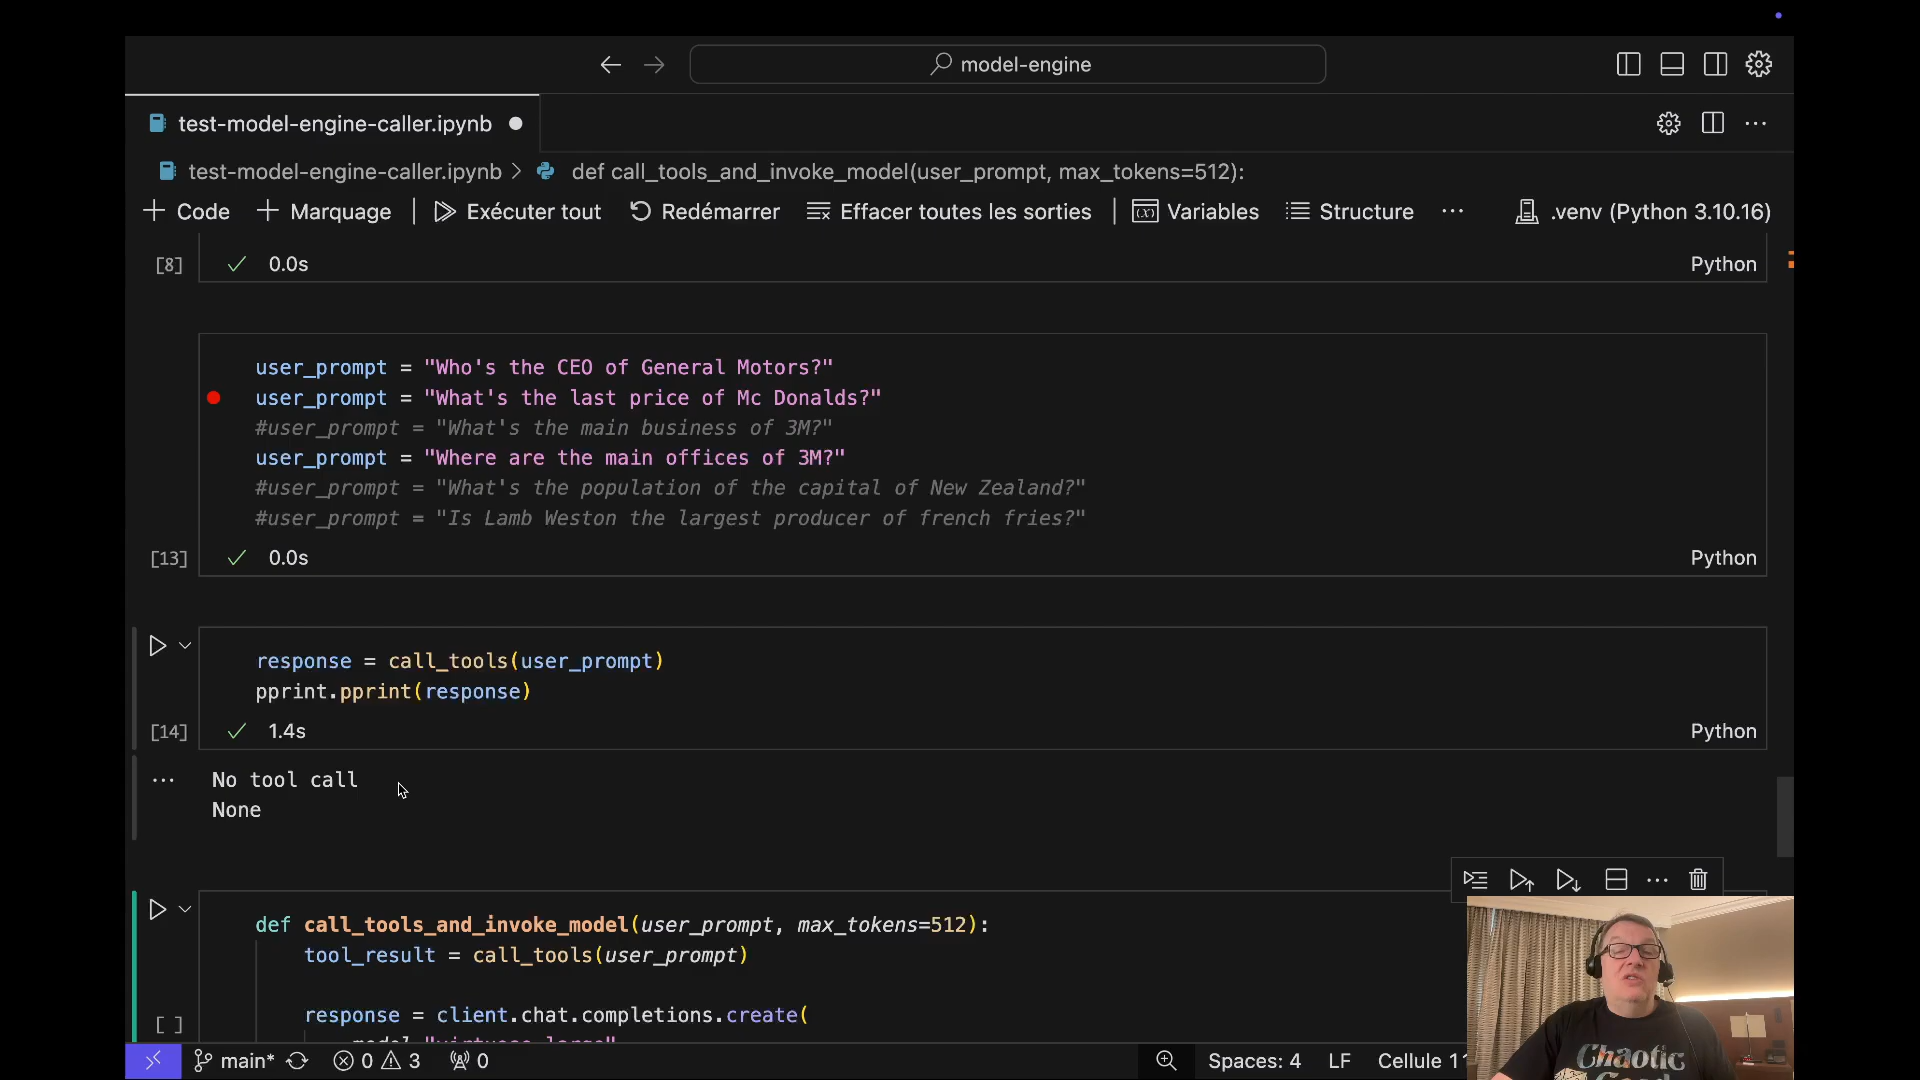 model-engine
test-model-engine-caller.ipynb
test-model-engine-caller.ipynb > def call_tools_and_invoke_model(user_prompt, max_tokens=512):
+ Code + Marquage | Exécuter tout Redémarrer Effacer toutes les sorties | Variables Structure ... .venv (Python 3.10.16)
[8] 0.0s Python
user_prompt = "Who's the CEO of General Motors?"
user_prompt = "What's the last price of Mc Donalds?"
#user_prompt = "What's the main business of 3M?"
user_prompt = "Where are the main offices of 3M?"
#user_prompt = "What's the population of the capital of New Zealand?"
#user_prompt = "Is Lamb Weston the largest producer of french fries?"
[13] 0.0s Python
response = call_tools(user_prompt)
pprint.pprint(response)
[14] 1.4s Python
No tool call
None
def call_tools_and_invoke_model(user_prompt, max_tokens=512):
tool_result = call_tools(user_prompt)
response = client.chat.completions.create(
[ ]
main* 0 3 0 Spaces: 4 LF Cellule 1
Chaotic